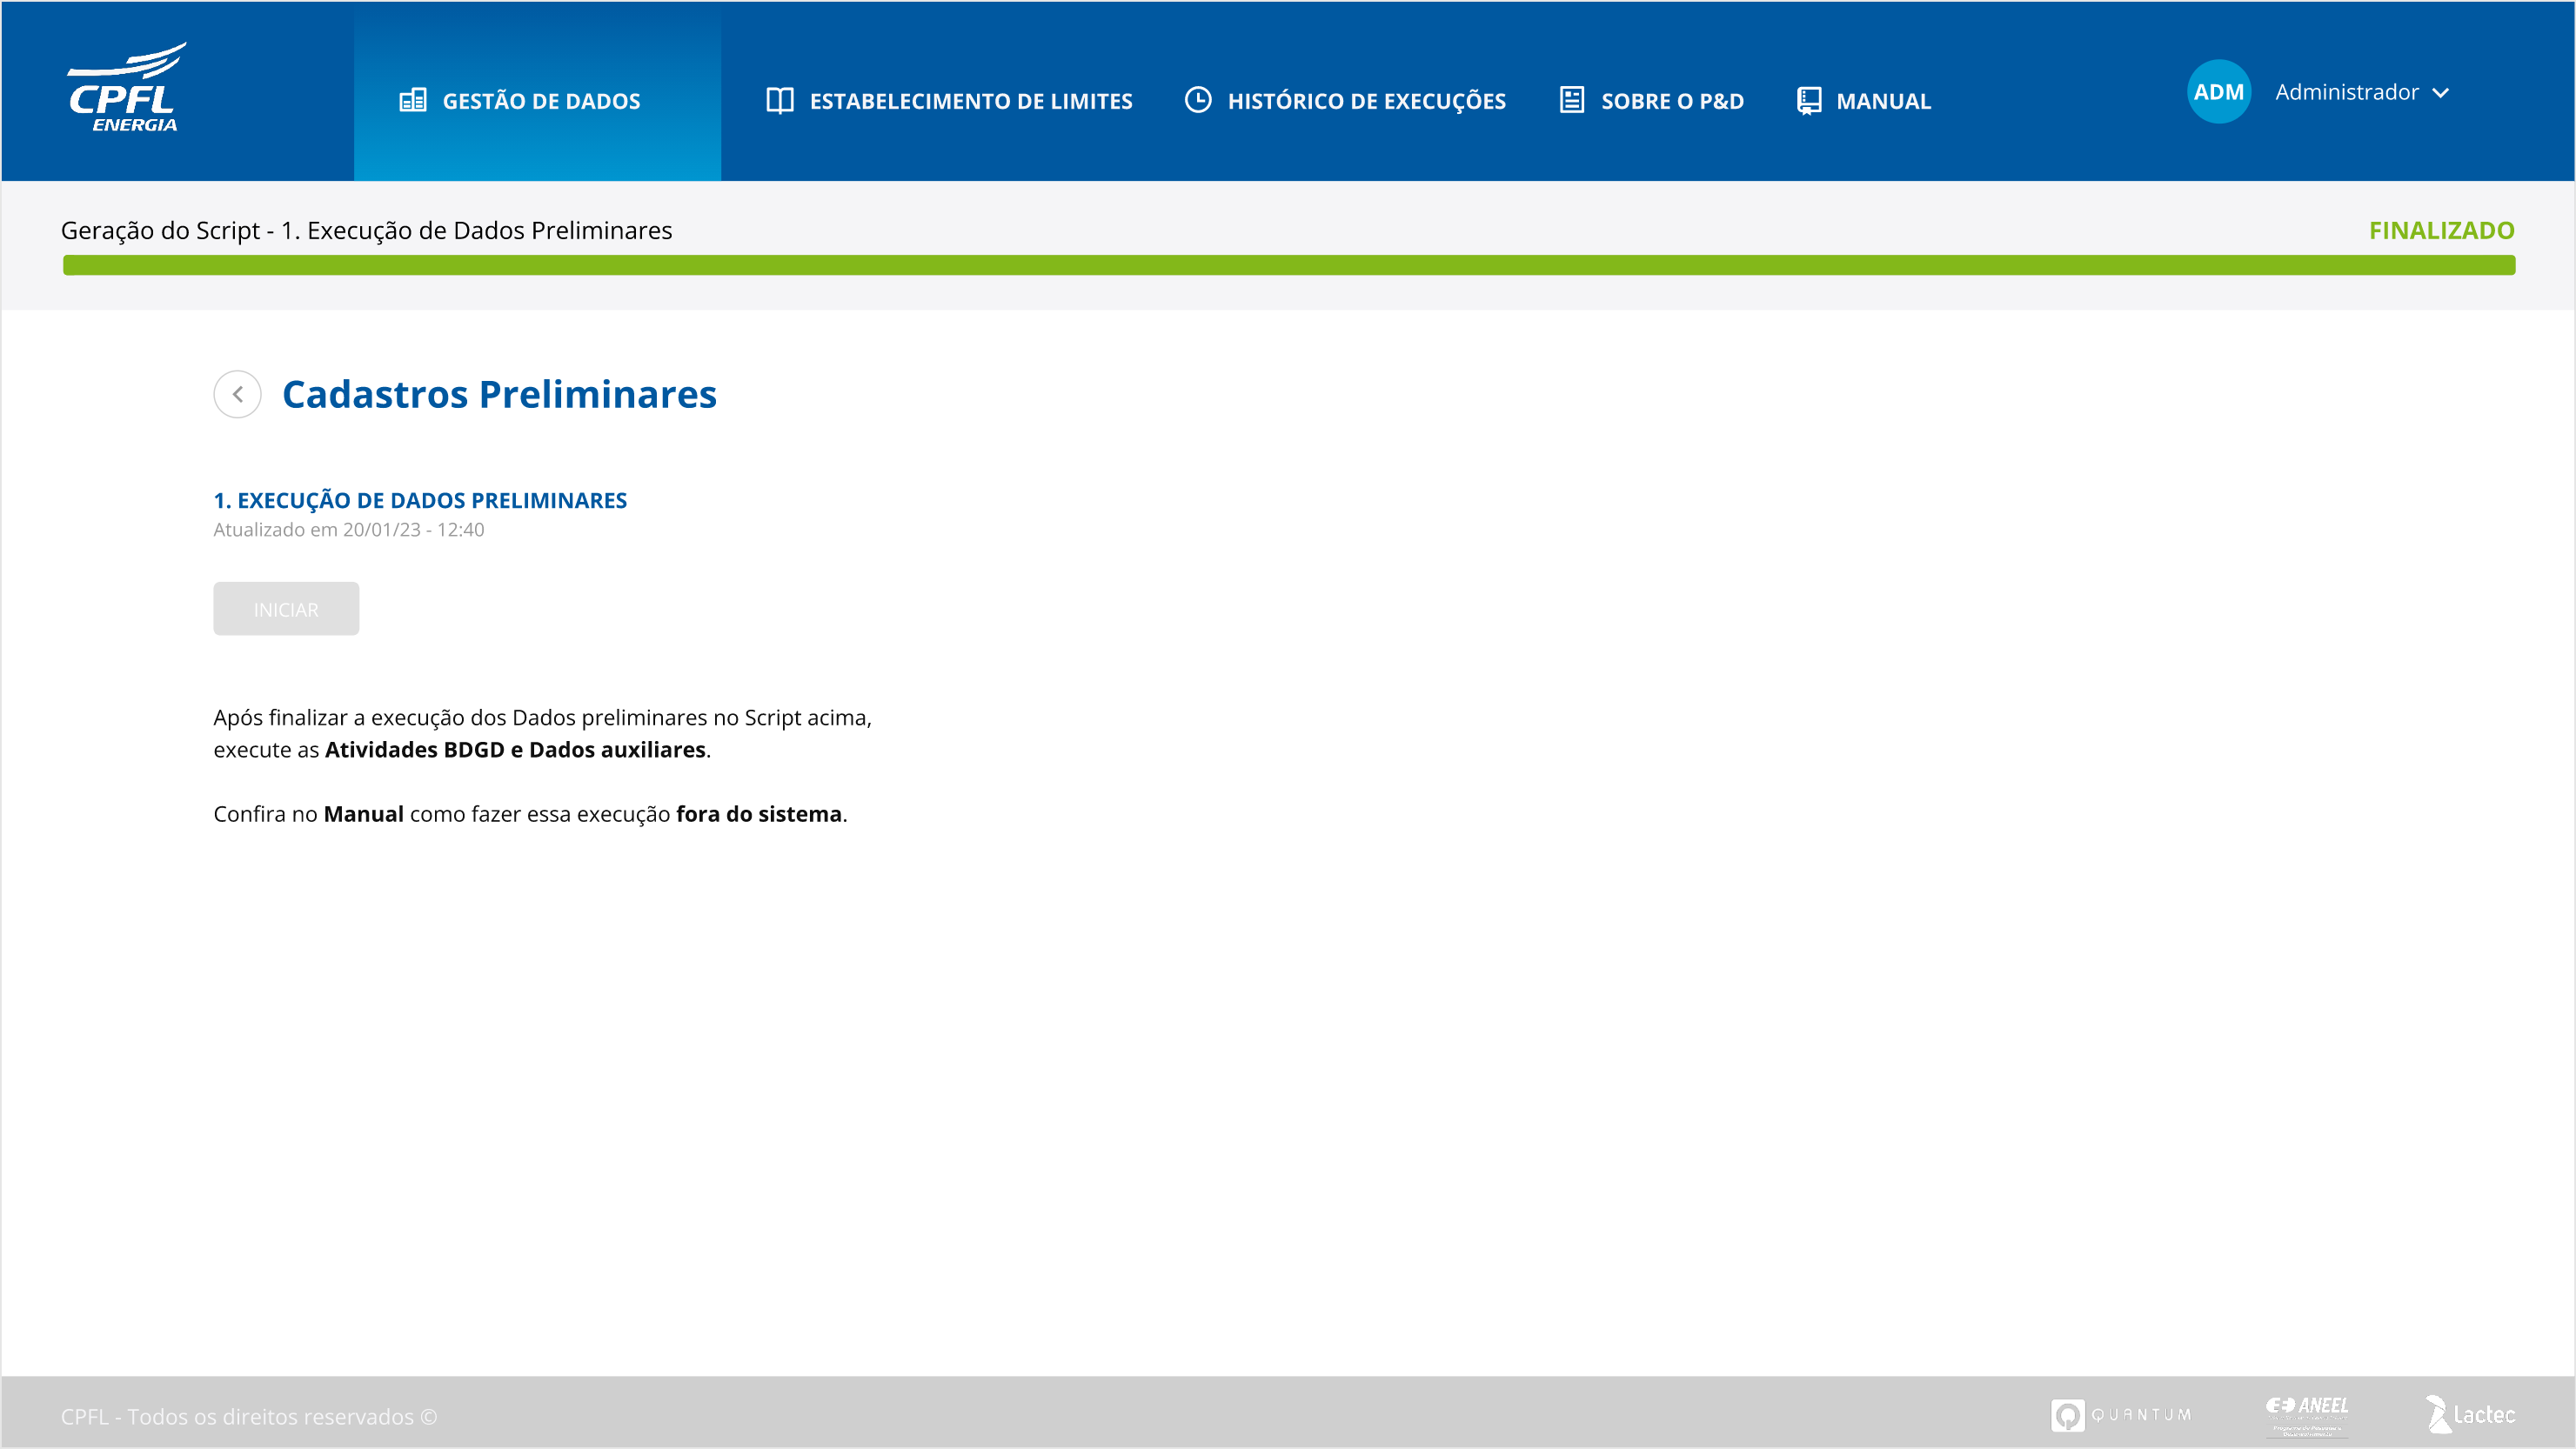 CPFL
ENERGIA
GESTÃO DE DADOS
ESTABELECIMENTO DE LIMITES
HISTÓRICO DE EXECUÇÕES
SOBRE O P&D
MANUAL
ADM
Administrador
Geração do Script - 1. Execução de Dados Preliminares
FINALIZADO
Cadastros Preliminares
1. EXECUÇÃO DE DADOS PRELIMINARES
Atualizado em 20/01/23 - 12:40
INICIAR
Após finalizar a execução dos Dados preliminares no Script acima,
execute as Atividades BDGD e Dados auxiliares.
Confira no Manual como fazer essa execução fora do sistema.
CPFL - Todos os direitos reservados ©
QUANTUM
ANEEL
Lactec